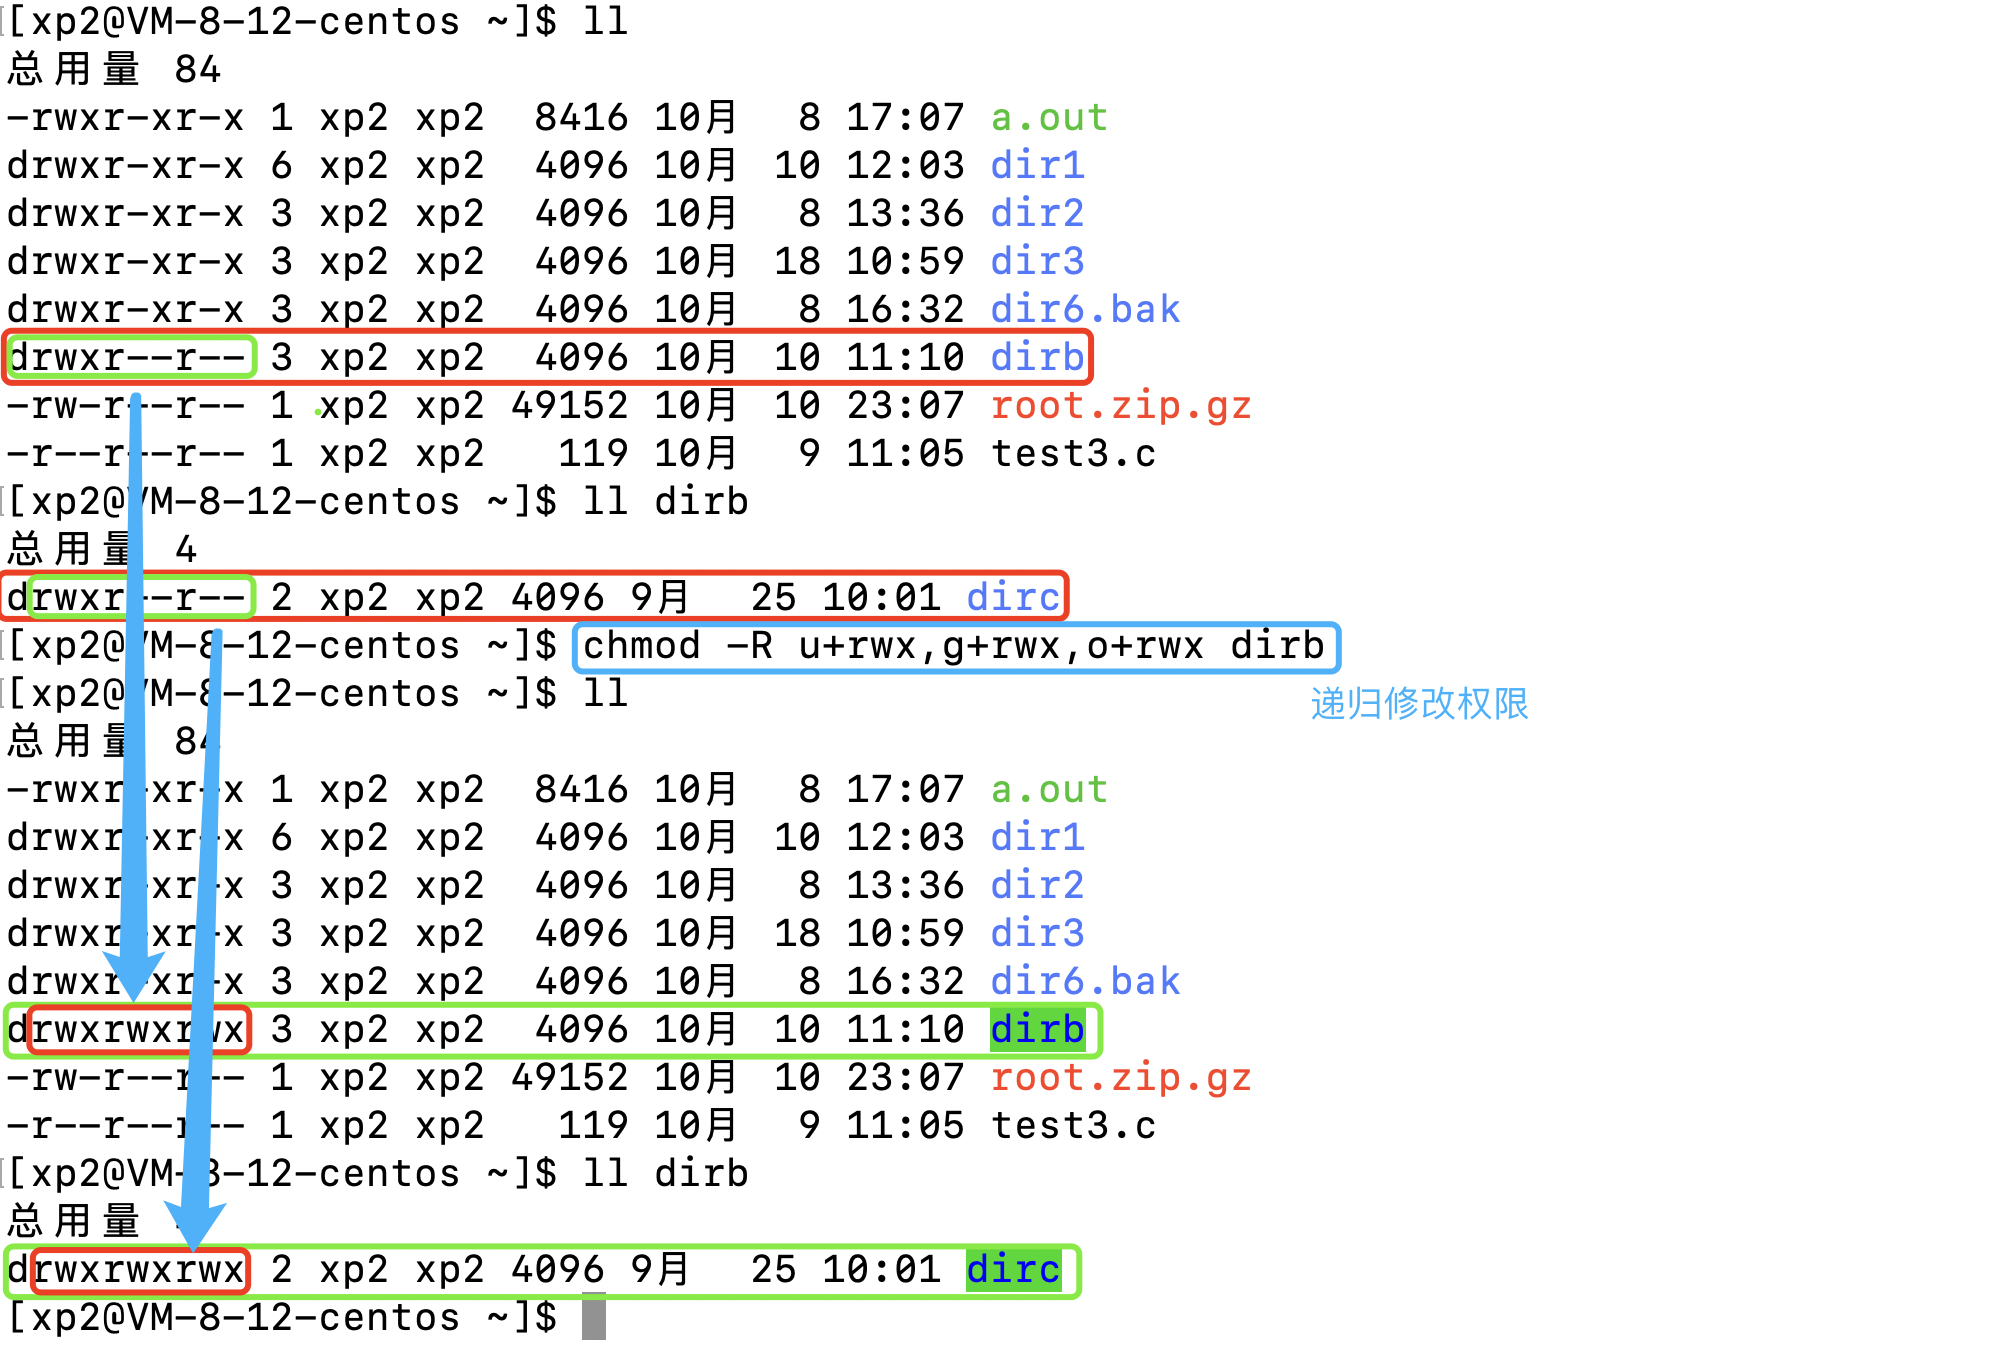 [xp2@VM-8-12-centos ~]$ ll
总用量 84
-rwxr-xr-x 1 xp2 xp2  8416 10月  8 17:07 a.out
drwxr-xr-x 6 xp2 xp2  4096 10月 10 12:03 dir1
drwxr-xr-x 3 xp2 xp2  4096 10月  8 13:36 dir2
drwxr-xr-x 3 xp2 xp2  4096 10月 18 10:59 dir3
drwxr-xr-x 3 xp2 xp2  4096 10月  8 16:32 dir6.bak
drwxr--r-- 3 xp2 xp2  4096 10月 10 11:10 dirb
-rw-r--r-- 1 xp2 xp2 49152 10月 10 23:07 root.zip.gz
-r--r--r-- 1 xp2 xp2   119 10月  9 11:05 test3.c
[xp2@VM-8-12-centos ~]$ ll dirb
总用量 4
drwxr--r-- 2 xp2 xp2 4096 9月  25 10:01 dirc
[xp2@VM-8-12-centos ~]$ chmod -R u+rwx,g+rwx,o+rwx dirb
[xp2@VM-8-12-centos ~]$ ll
递归修改权限
总用量 84
-rwxr-xr-x 1 xp2 xp2  8416 10月  8 17:07 a.out
drwxr-xr-x 6 xp2 xp2  4096 10月 10 12:03 dir1
drwxr-xr-x 3 xp2 xp2  4096 10月  8 13:36 dir2
drwxr-xr-x 3 xp2 xp2  4096 10月 18 10:59 dir3
drwxr-xr-x 3 xp2 xp2  4096 10月  8 16:32 dir6.bak
drwxrwxrwx 3 xp2 xp2  4096 10月 10 11:10 dirb
-rw-r--r-- 1 xp2 xp2 49152 10月 10 23:07 root.zip.gz
-r--r--r-- 1 xp2 xp2   119 10月  9 11:05 test3.c
[xp2@VM-8-12-centos ~]$ ll dirb
总用量
drwxrwxrwx 2 xp2 xp2 4096 9月  25 10:01 dirc
[xp2@VM-8-12-centos ~]$